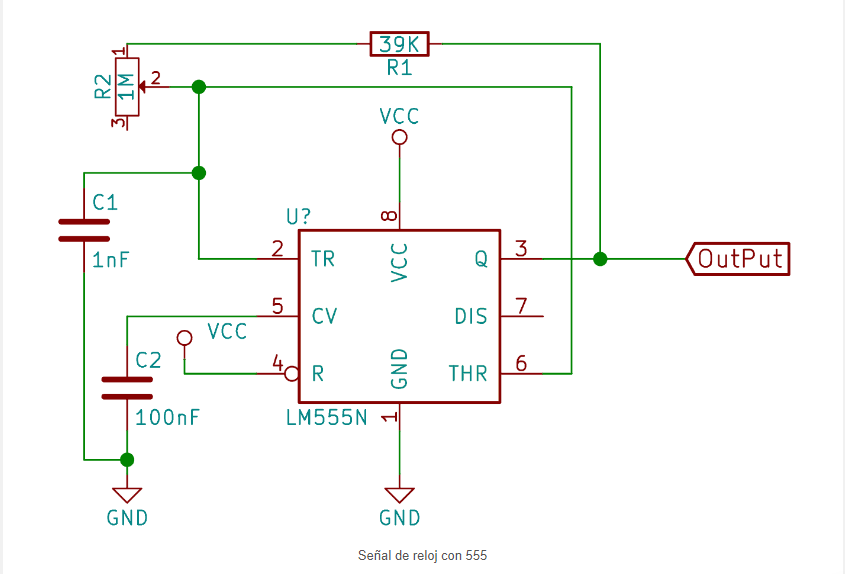 39K
R1
1
R2
1M
2
3
VCC
C1
1nF
U?
8
2
TR
VCC
Q
3
OutPut
5
CV
DIS
7
VCC
4
R
GND
THR
6
C2
100nF
LM555N
1
GND
GND
Señal de reloj con 555